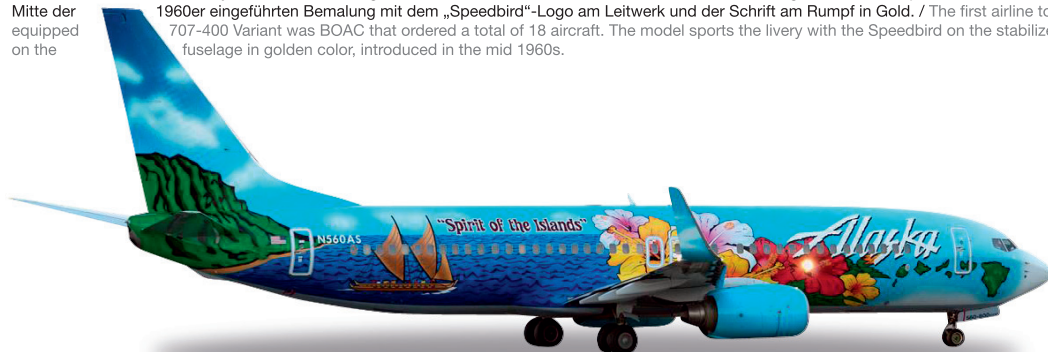 Mitte der 1960er eingeführten Bemalung mit dem „Speedbird“-Logo am Leitwerk und der Schrift am Rumpf in Gold. / The first airline to
equipped 707-400 Variant was BOAC that ordered a total of 18 aircraft. The model sports the livery with the Speedbird on the
on the fuselage in golden color, introduced in the mid 1960s.
"Spirit of the Islands"
Alaska
N560AS